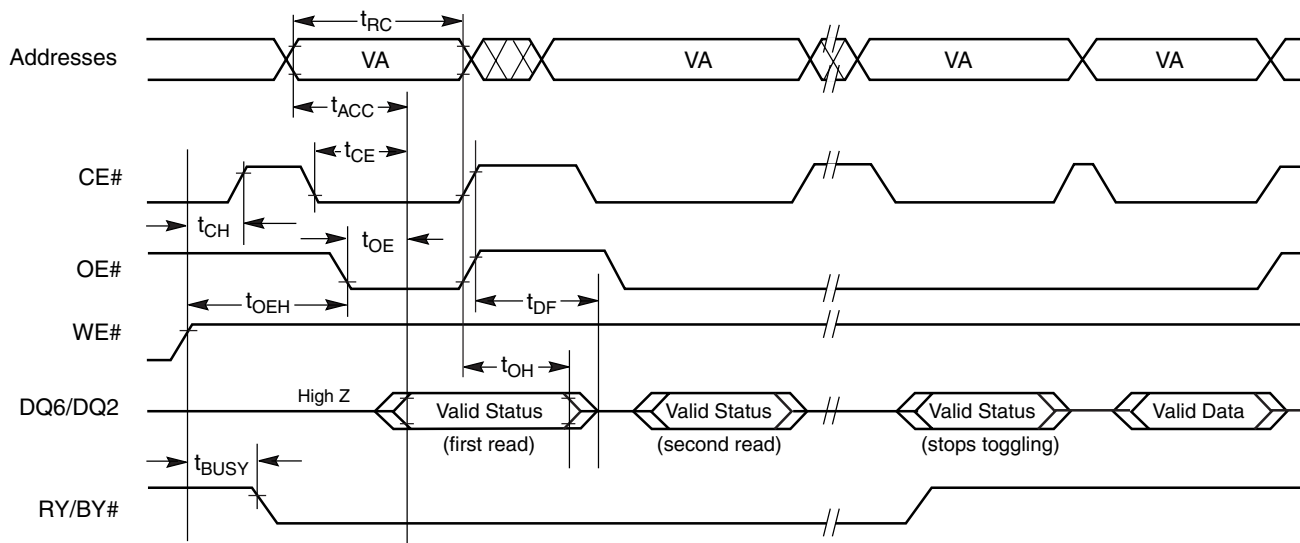 tRC
Addresses VA VA VA VA
tACC
tCE
CE#
tCH tOE
OE#
tOEH tDF
WE#
tOH
High Z
DQ6/DQ2 Valid Status Valid Status Valid Status Valid Data
(first read) (second read) (stops toggling)
tBUSY
RY/BY#